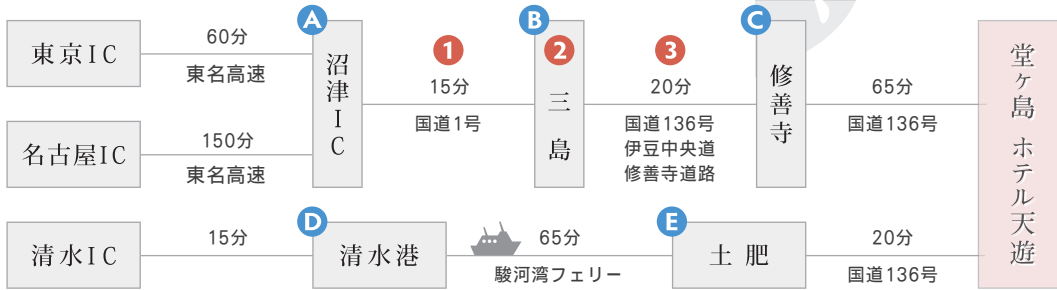 東京IC
60分
東名高速
名古屋IC
150分
東名高速
A
沼津IC
1
15分
国道1号
B
2
三島
3
20分
国道136号
伊豆中央道
修善寺道路
C
修善寺
65分
国道136号
清水IC
15分
D
清水港
65分
駿河湾フェリー
E
土肥
20分
国道136号
堂ヶ島 ホテル天遊